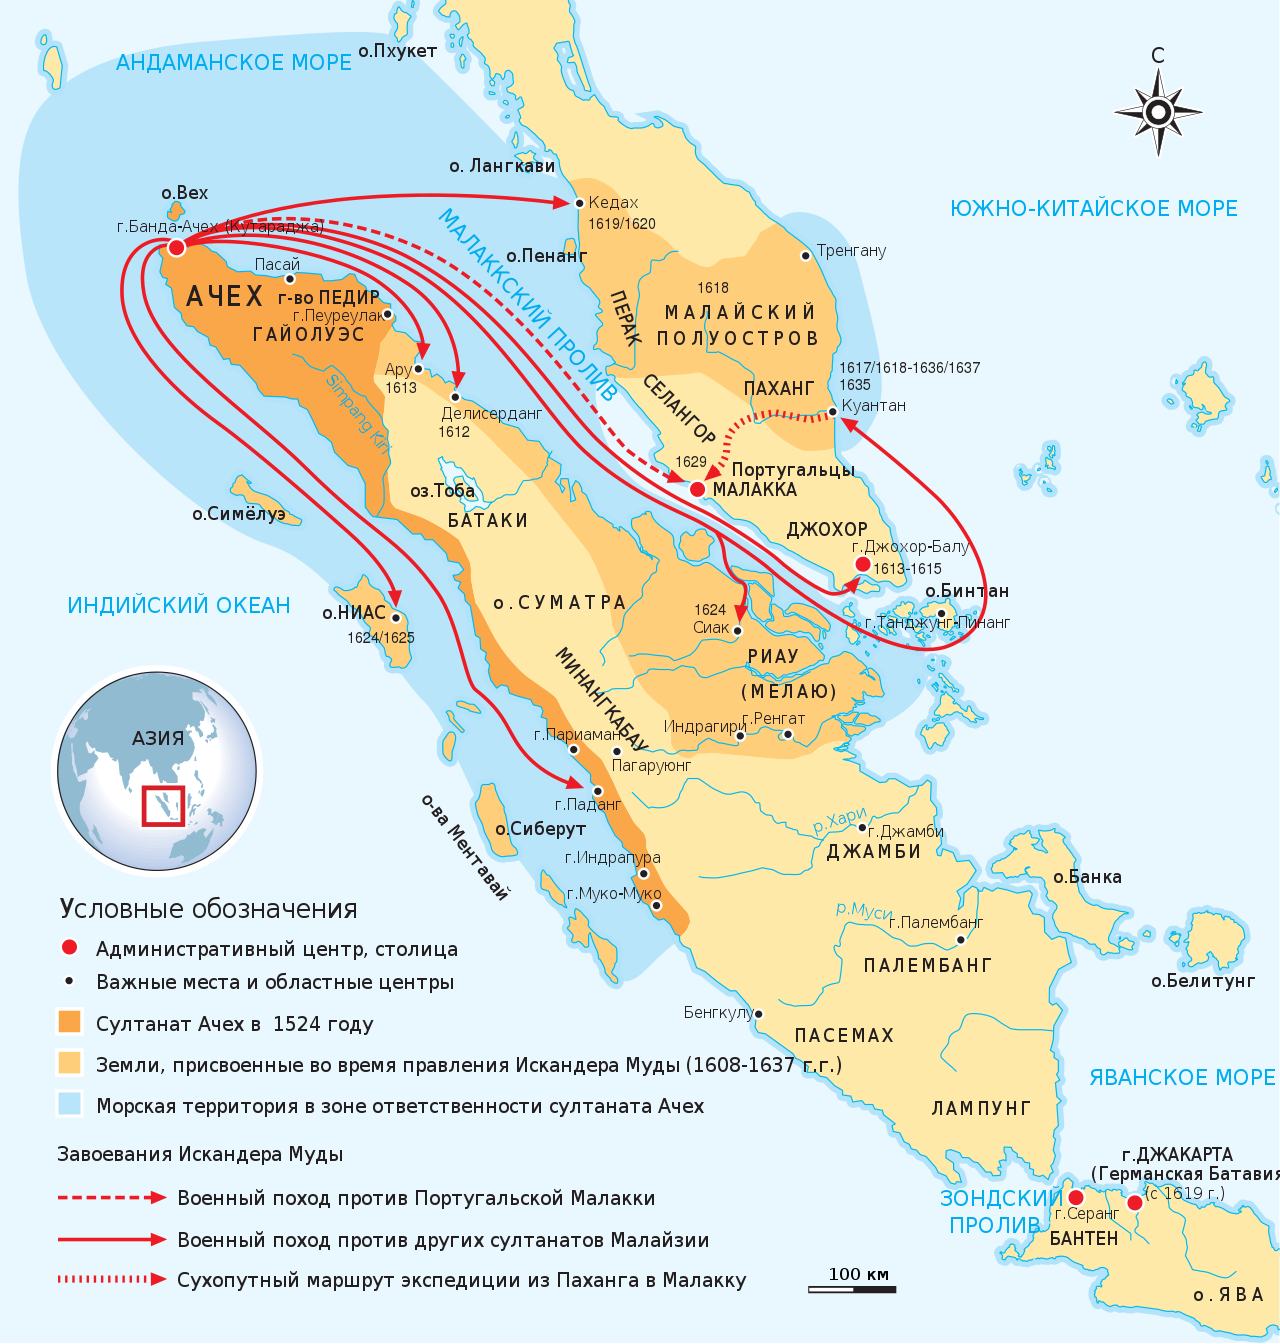 С
АНДАМАНСКОЕ МОРЕ
о.Пхукет
о. Лангкави
о.Вех
Кедах
1619/1620
ЮЖНО-КИТАЙСКОЕ МОРЕ
г.Банда-Ачех (Кутараджа)
МАЛАККСКИЙ ПРОЛИВ
о.Пенанг
Тренгану
Пасай
АЧЕХ
г-во ПЕДИР
г.Пеуреулак
ГАЙОЛУЭС
ПЕРАК
1618
МАЛАЙСКИЙ
ПОЛУОСТРОВ
Simpang Kiri
Ару
1613
Делисерданг
1612
СЕЛАНГОР
ПАХАНГ
1617/1618-1636/1637
1635
Куантан
1629
Португальцы
МАЛАККА
оз.Тоба
БАТАКИ
о.Симёлуэ
ДЖОХОР
г.Джохор-Балу
1613-1615
о.Бинтан
г.Танджунг-Пинанг
ИНДИЙСКИЙ ОКЕАН
о.НИАС
1624/1625
о.СУМАТРА
1624
Сиак
РИАУ
(МЕЛАЮ)
МИНАНГКАБАУ
Индрагири
г.Ренгат
г.Париаман
Пагаруюнг
г.Паданг
АЗИЯ
о-ва Ментавай
о.Сиберут
г.Индрапура
г.Муко-Муко
р.Хари
г.Джамби
ДЖАМБИ
о.Банка
р.Муси
г.Палембанг
ПАЛЕМБАНГ
о.Белитунг
Бенгкулу
ПАСЕМАХ
ЛАМПУНГ
ЯВАНСКОЕ МОРЕ
г.ДЖАКАРТА
(Германская Батавия
(с 1619 г.)
ЗОНДСКИЙ
ПРОЛИВ
г.Серанг
БАНТЕН
о.ЯВА
Условные обозначения
Административный центр, столица
Важные места и областные центры
Султанат Ачех в 1524 году
Земли, присвоенные во время правления Искандера Муды (1608-1637 г.г.)
Морская территория в зоне ответственности султаната Ачех
Завоевания Искандера Муды
Военный поход против Португальской Малакки
Военный поход против других султанатов Малайзии
Сухопутный маршрут экспедиции из Паханга в Малакку
100 км